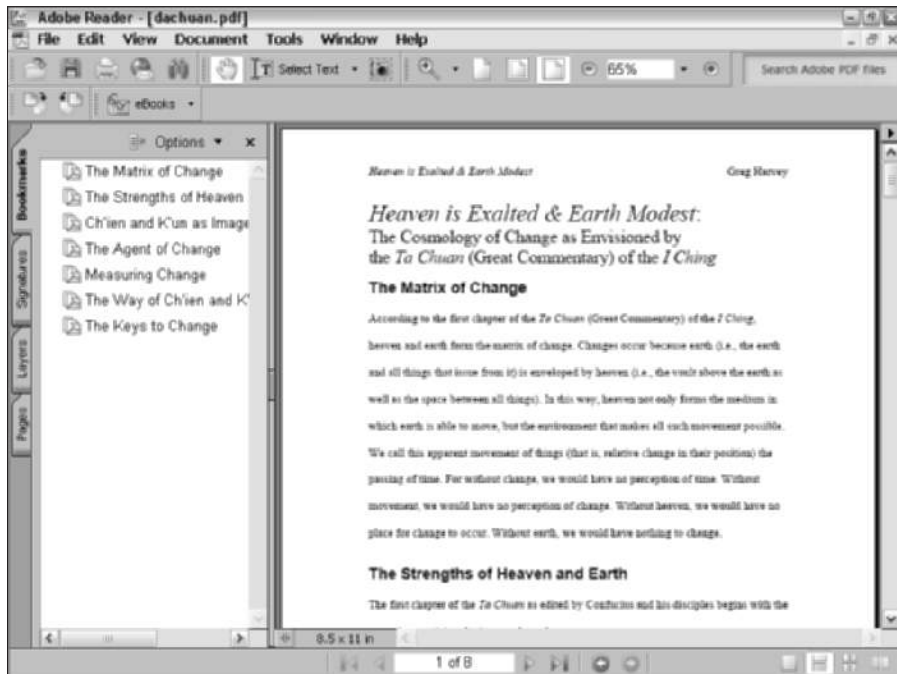 Adobe Reader - [dachuan.pdf]
File Edit View Document Tools Window Help
Select Text 65% Search Adobe PDF files
eBooks
Options
Bookmarks
Signatures
Layers
Pages
The Matrix of Change
The Strengths of Heaven
Ch'ien and K'un as Image
The Agent of Change
Measuring Change
The Way of Ch'ien and K'
The Keys to Change
Heaven is Exalted & Earth Modest Greg Harvey
Heaven is Exalted & Earth Modest:
The Cosmology of Change as Envisioned by
the Ta Chuan (Great Commentary) of the I Ching
The Matrix of Change
According to the first chapter of the Ta Chuan (Great Commentary) of the I Ching,
heaven and earth form the matrix of change. Changes occur because earth (i.e., the earth
and all things that issue from it) is enveloped by heaven (i.e., the vault above the earth as
well as the space between all things). In this way, heaven not only forms the medium in
which earth is able to move, but the environment that makes all such movement possible.
We call this apparent movement of things (that is, relative change in their position) the
passing of time. For without change, we would have no perception of time. Without
movement, we would have no perception of change. Without heaven, we would have no
place for change to occur. Without earth, we would have nothing to change.
The Strengths of Heaven and Earth
The first chapter of the Ta Chuan as edited by Confucius and his disciples begins with the
8.5 x 11 in
1 of 8